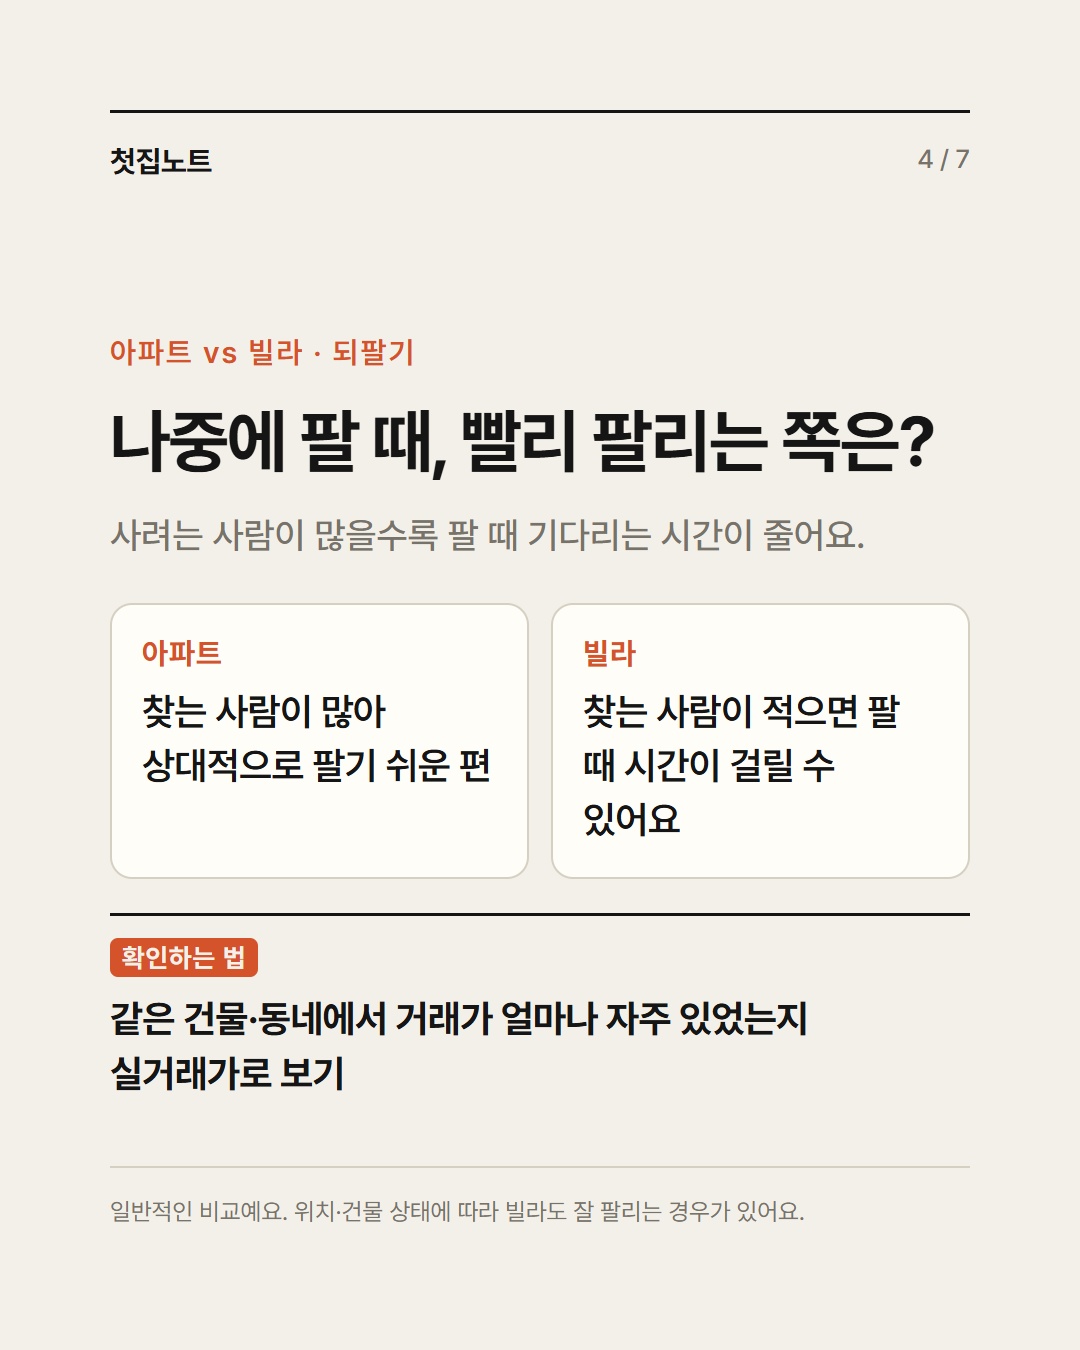 첫집노트
4 / 7
아파트 vs 빌라 · 되팔기
나중에 팔 때, 빨리 팔리는 쪽은?
사려는 사람이 많을수록 팔 때 기다리는 시간이 줄어요.
아파트
찾는 사람이 많아
상대적으로 팔기 쉬운 편
빌라
찾는 사람이 적으면 팔
때 시간이 걸릴 수
있어요
확인하는 법
같은 건물·동네에서 거래가 얼마나 자주 있었는지
실거래가로 보기
일반적인 비교예요. 위치·건물 상태에 따라 빌라도 잘 팔리는 경우가 있어요.